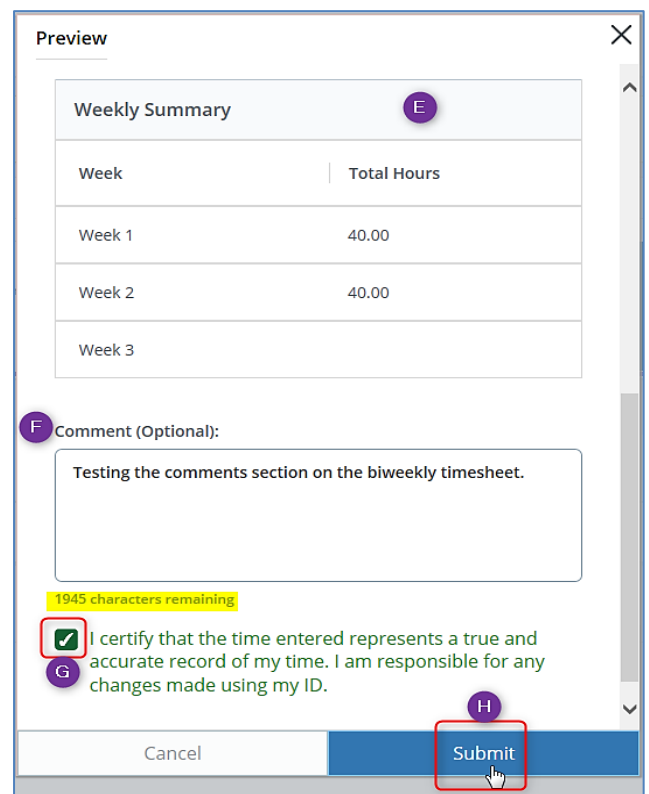 Preview
Weekly Summary E
Week Total Hours
Week 1 40.00
Week 2 40.00
Week 3
F Comment (Optional):
Testing the comments section on the biweekly timesheet.
1945 characters remaining
I certify that the time entered represents a true and
G accurate record of my time. I am responsible for any
changes made using my ID.
H
Cancel Submit